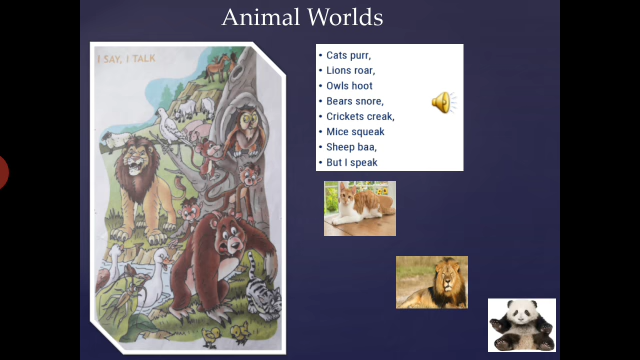 Animal Worlds
I SAY, I TALK
• Cats purr,
• Lions roar,
• Owls hoot
• Bears snore,
• Crickets creak,
• Mice squeak
• Sheep baa,
• But I speak